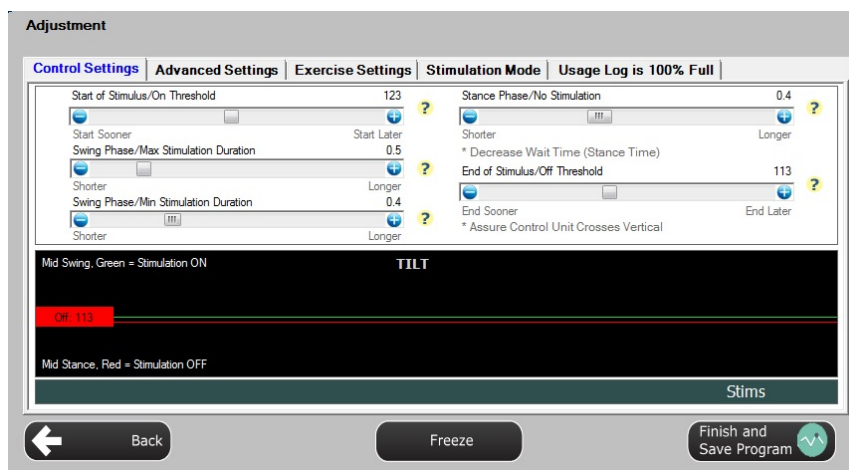 Adjustment
Control Settings
Advanced Settings
Exercise Settings
Stimulation Mode
Usage Log is 100% Full
Start of Stimulus/On Threshold 123
?
Start Sooner Start Later
Swing Phase/Max Stimulation Duration 0.5
?
Shorter Longer
Swing Phase/Min Stimulation Duration 0.4
?
Shorter Longer
Stance Phase/No Stimulation 0.4
?
Shorter Longer
* Decrease Wait Time (Stance Time)
End of Stimulus/Off Threshold 113
?
End Sooner End Later
* Assure Control Unit Crosses Vertical
Mid Swing, Green = Stimulation ON
TILT
Off: 113
Mid Stance, Red = Stimulation OFF
Stims
Back
Freeze
Finish and
Save Program